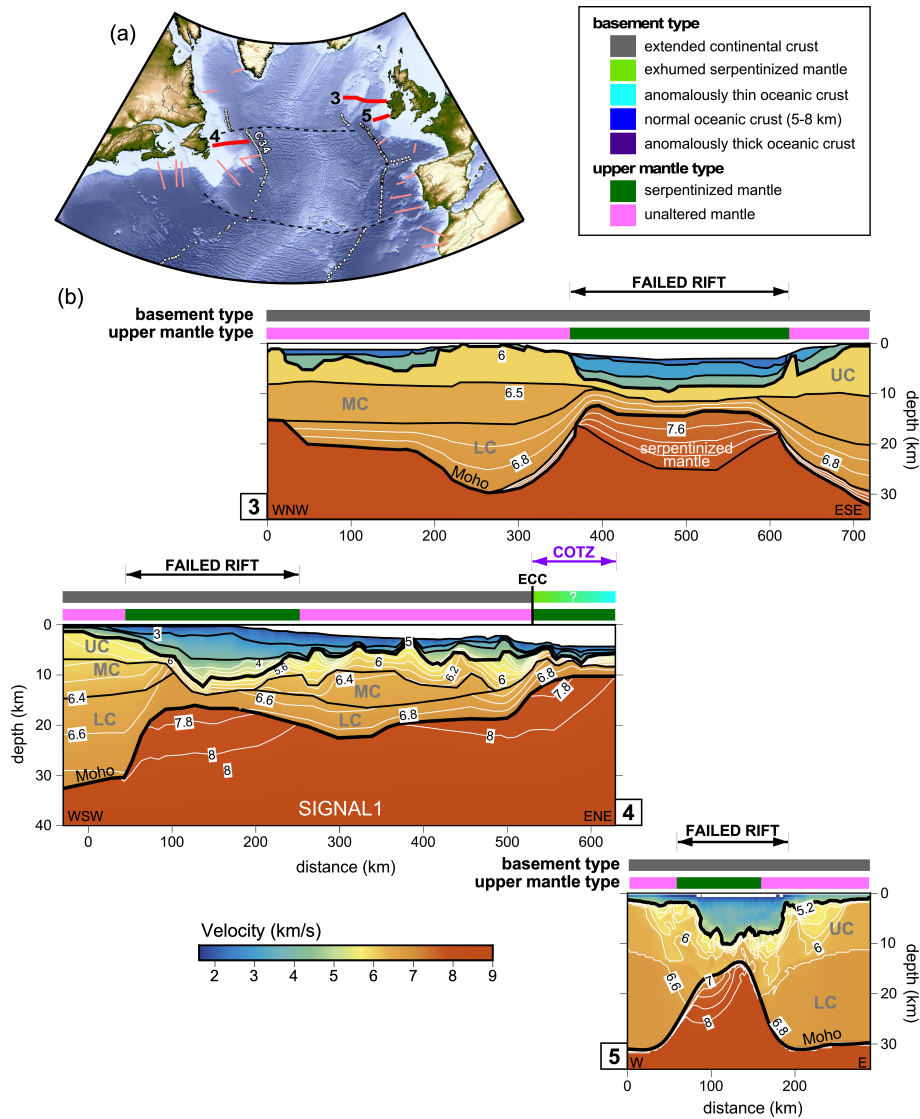 (a)
3
5
4
C34
basement type
extended continental crust
exhumed serpentinized mantle
anomalously thin oceanic crust
normal oceanic crust (5-8 km)
anomalously thick oceanic crust
upper mantle type
serpentinized mantle
unaltered mantle
(b)
FAILED RIFT
basement type
upper mantle type
6
UC
MC
6.5
LC
6.8
Moho
7.6
serpentinized
mantle
6.8
3
WNW
ESE
0
10
20
30
depth (km)
0 100 200 300 400 500 600 700
FAILED RIFT
COTZ
ECC
?
0
10
20
30
40
depth (km)
UC
MC
LC
3
6
4
5.6
5
6
6.2
6
6.4
6.4
MC
6.6
6.6
LC
6.8
6.8
7.8
7.8
8
8
8
Moho
WSW
SIGNAL1
ENE
4
0 100 200 300 400 500 600
distance (km)
FAILED RIFT
basement type
upper mantle type
5.2
UC
6
6
6.6
7
8
6.8
LC
Moho
5
W
E
0
10
20
30
depth (km)
0 100 200
distance (km)
Velocity (km/s)
2 3 4 5 6 7 8 9